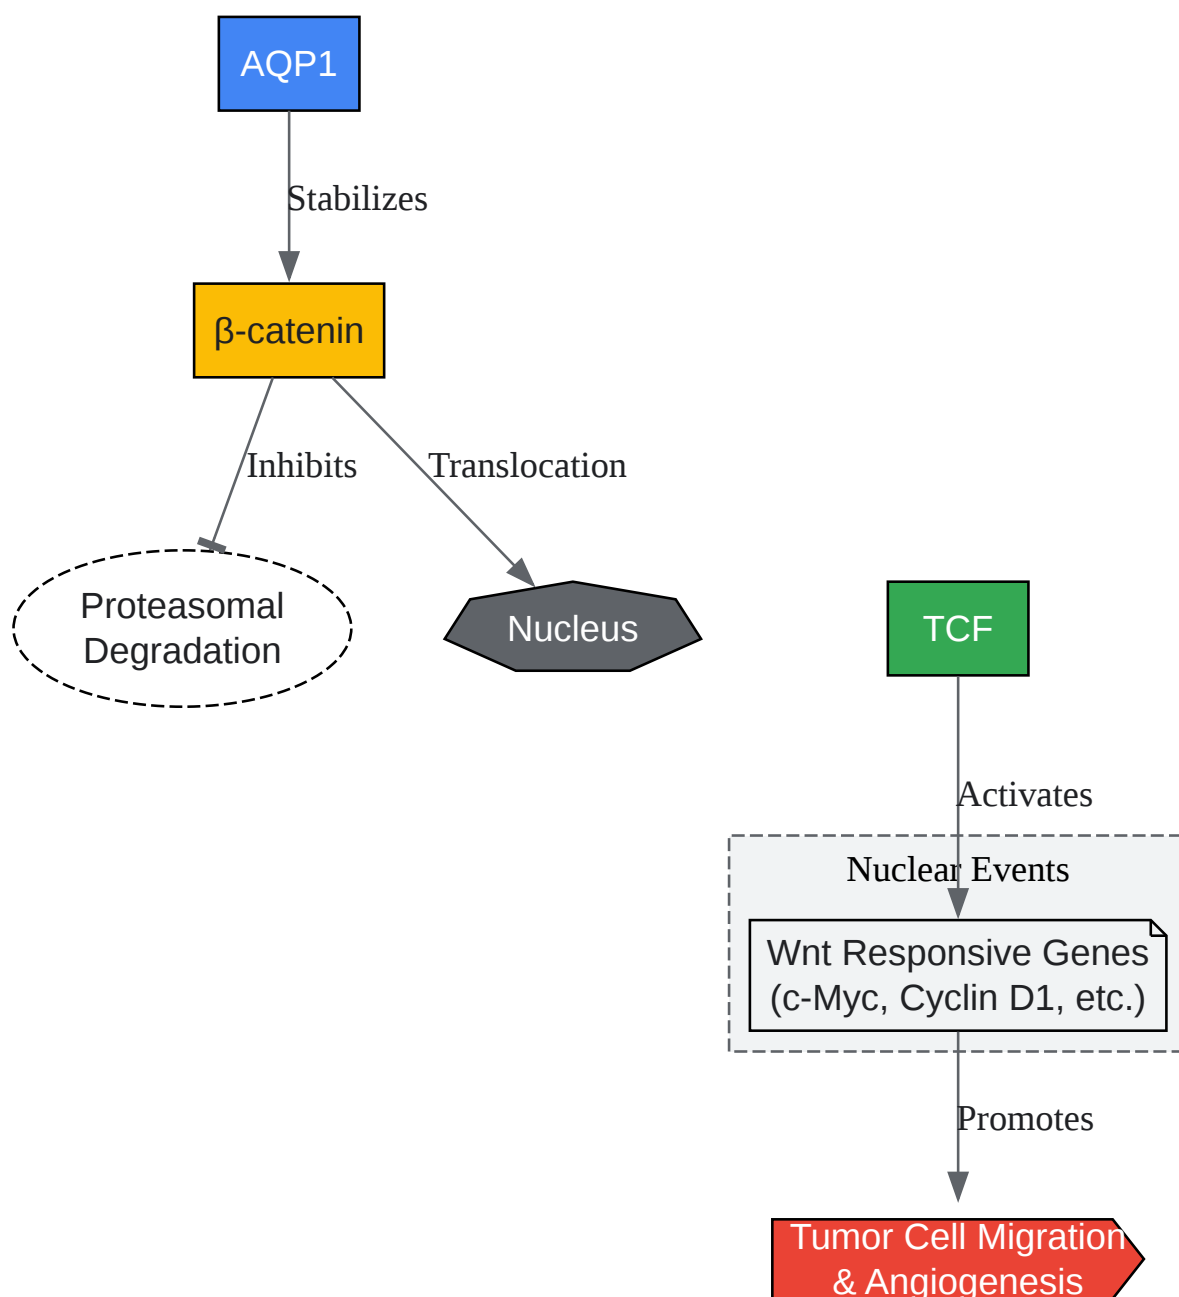 AQP1
Stabilizes
β-catenin
Inhibits
Translocation
Proteasomal
Degradation
Nucleus
TCF
Activates
Nuclear Events
Wnt Responsive Genes
(c-Myc, Cyclin D1, etc.)
Promotes
Tumor Cell Migration
& Angiogenesis